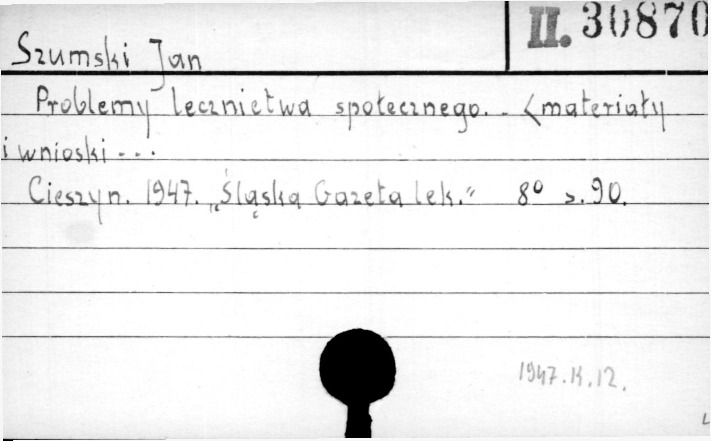 II. 30870
Szumski Jan
Problemy lecznictwa społecznego. - <materiały
i wnioski - - .
Cieszyn. 1947. „Śląska Gazeta lek.” 8° s. 90.
1947. K. 12.